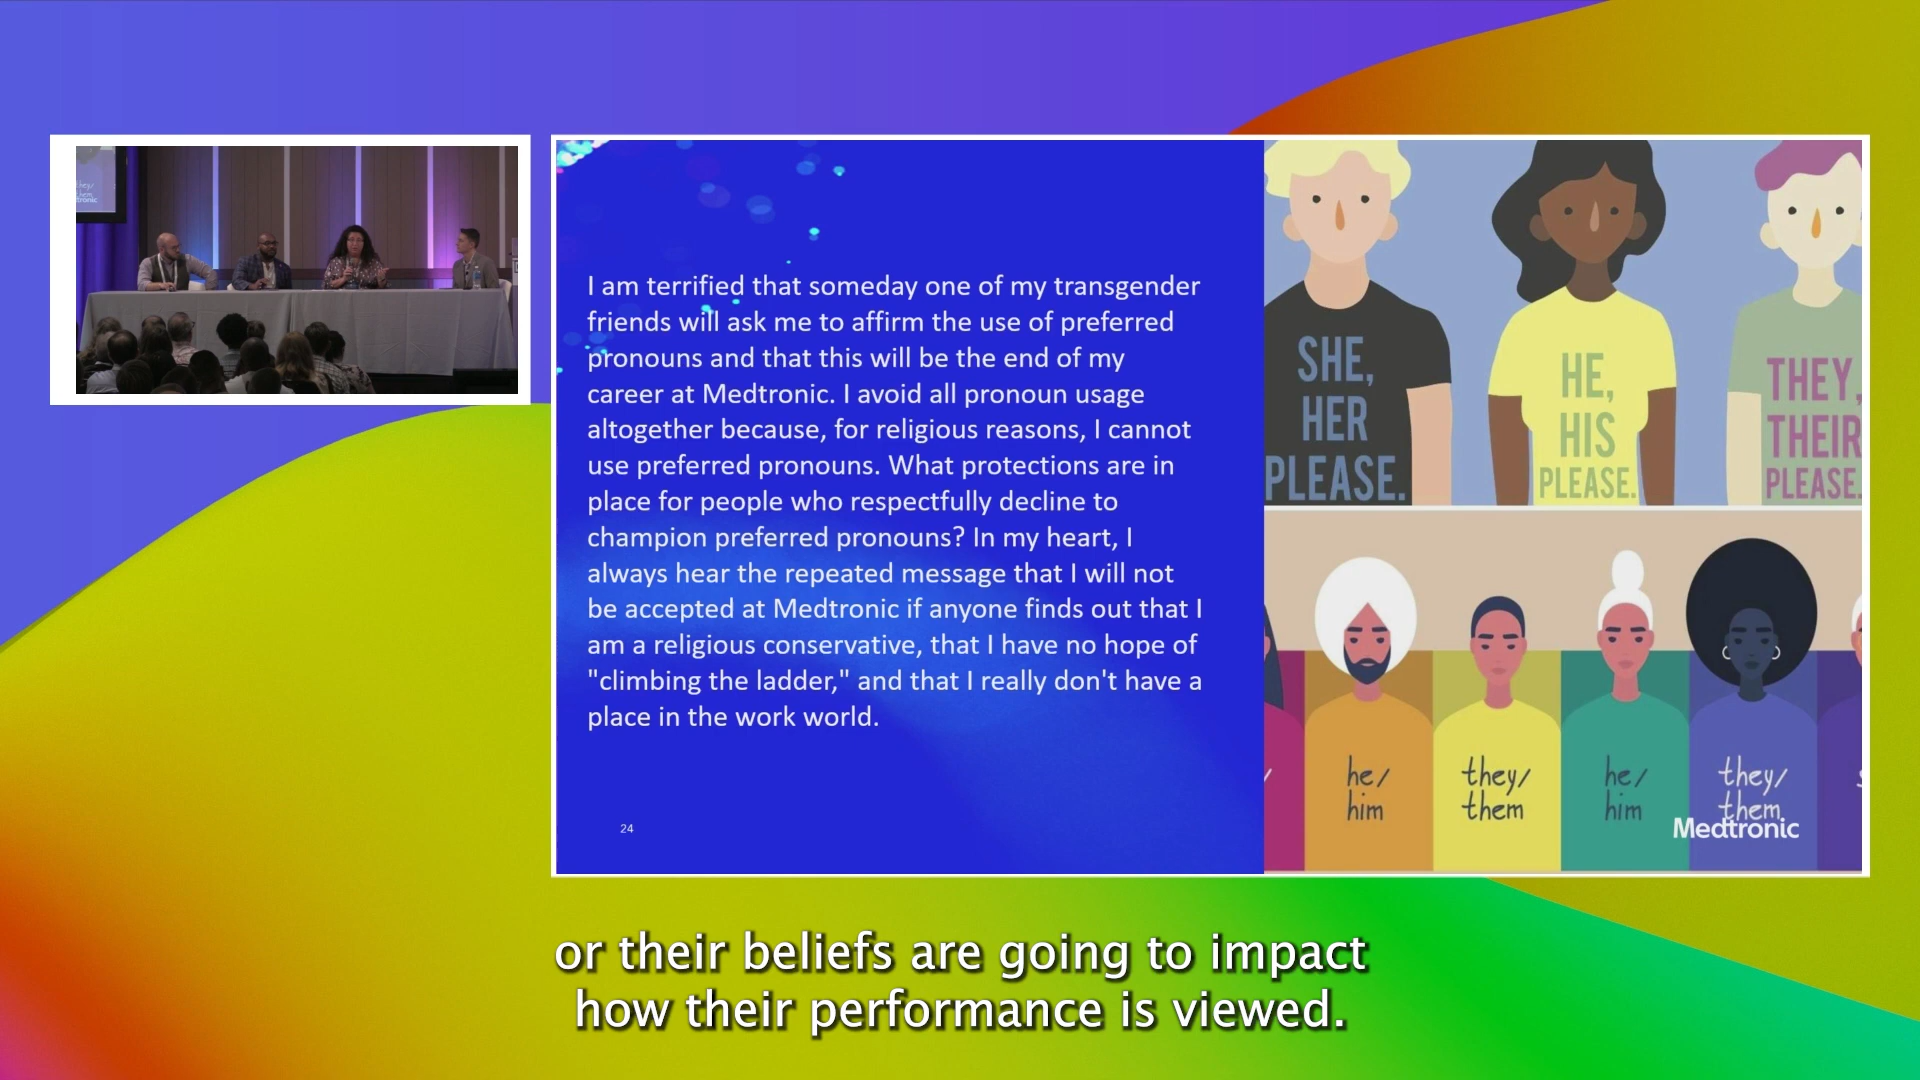 they/
them
tronic
I am terrified that someday one of my transgender
friends will ask me to affirm the use of preferred
pronouns and that this will be the end of my
career at Medtronic. I avoid all pronoun usage
altogether because, for religious reasons, I cannot
use preferred pronouns. What protections are in
place for people who respectfully decline to
champion preferred pronouns? In my heart, I
always hear the repeated message that I will not
be accepted at Medtronic if anyone finds out that I
am a religious conservative, that I have no hope of
"climbing the ladder," and that I really don't have a
place in the work world.
24
SHE,
HER
PLEASE.
HE,
HIS
PLEASE.
THEY,
THEIR
PLEASE.
he/
him
they/
them
he/
him
they/
them
Medtronic
or their beliefs are going to impact
how their performance is viewed.